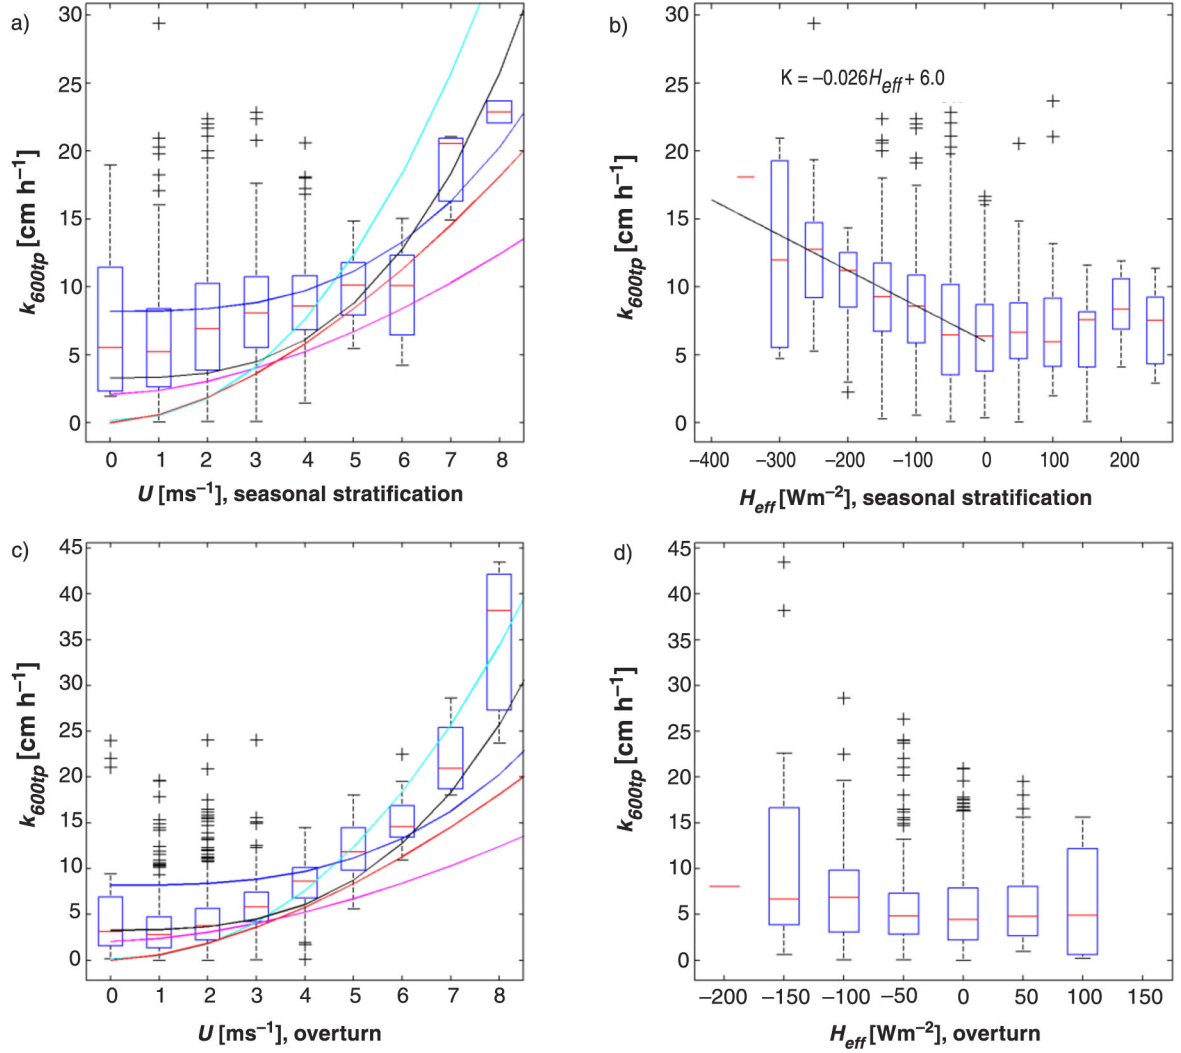 a)
30
25
20
15
10
5
0
k600tp [cm h−1]
0 1 2 3 4 5 6 7 8
U [ms−1], seasonal stratification
b)
K = −0.026Heff + 6.0
30
25
20
15
10
5
0
k600tp [cm h−1]
−400 −300 −200 −100 0 100 200
Heff [Wm−2], seasonal stratification
c)
45
40
35
30
25
20
15
10
5
0
k600tp [cm h−1]
0 1 2 3 4 5 6 7 8
U [ms−1], overturn
d)
45
40
35
30
25
20
15
10
5
0
k600tp [cm h−1]
−200 −150 −100 −50 0 50 100 150
Heff [Wm−2], overturn